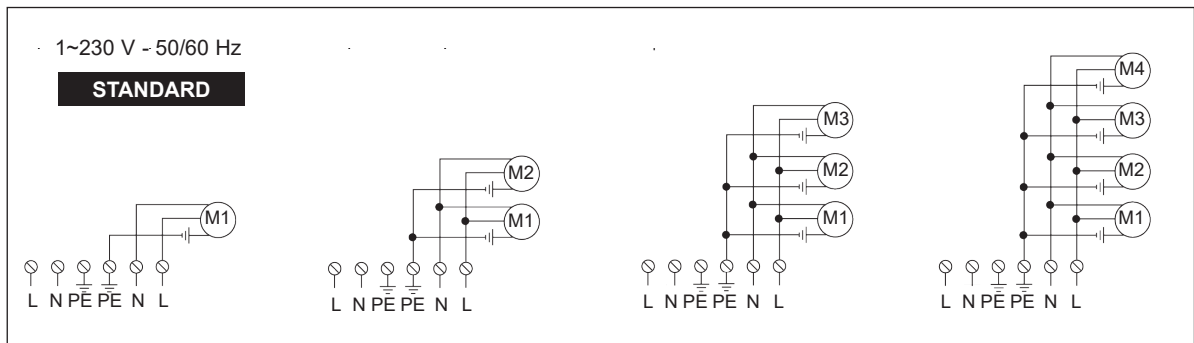 1~230 V - 50/60 Hz
STANDARD
M1
L N PE PE N L
M2
M1
L N PE PE N L
M3
M2
M1
L N PE PE N L
M4
M3
M2
M1
L N PE PE N L